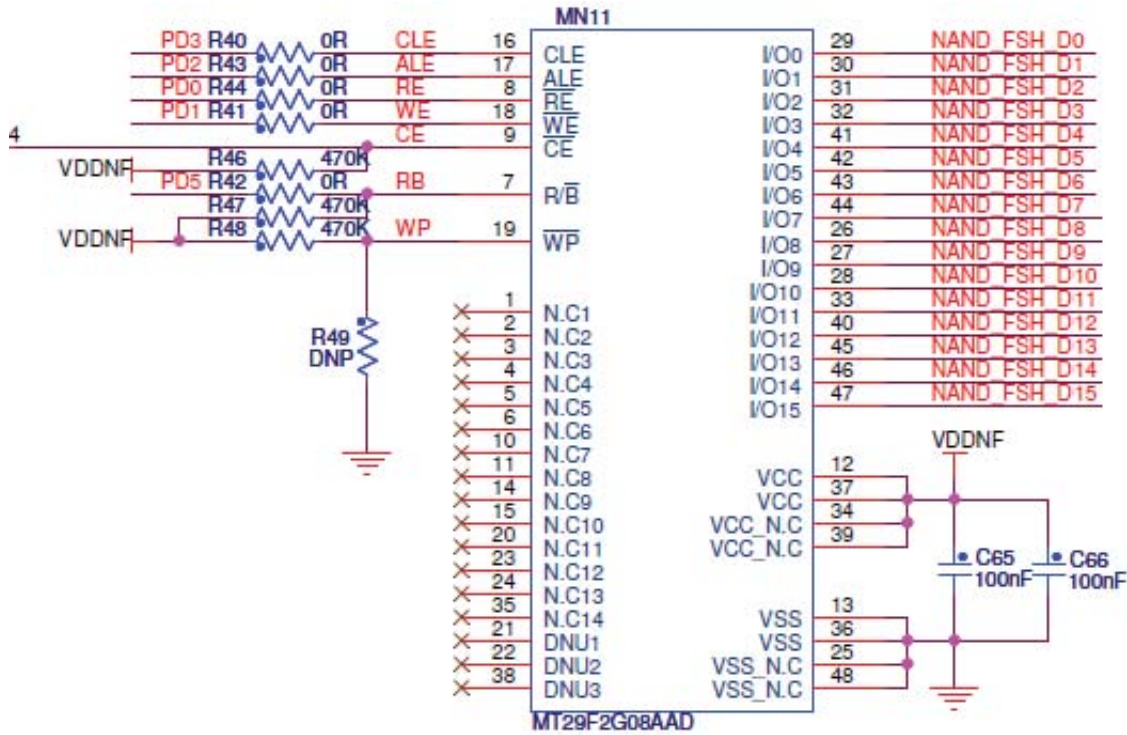 MN11
PD3 R40 0R CLE 16 CLE I/O0 29 NAND_FSH_D0
PD2 R43 0R ALE 17 ALE I/O1 30 NAND_FSH_D1
PD0 R44 0R RE 8 RE I/O2 31 NAND_FSH_D2
PD1 R41 0R WE 18 WE I/O3 32 NAND_FSH_D3
4 CE 9 CE I/O4 41 NAND_FSH_D4
VDDNF R46 470K I/O5 42 NAND_FSH_D5
PD5 R42 0R RB 7 R/B I/O6 43 NAND_FSH_D6
R47 470K I/O7 44 NAND_FSH_D7
VDDNF R48 470K WP 19 WP I/O8 26 NAND_FSH_D8
I/O9 27 NAND_FSH_D9
I/O10 28 NAND_FSH_D10
1 N.C1 I/O11 33 NAND_FSH_D11
2 N.C2 I/O12 40 NAND_FSH_D12
R49 DNP
3 N.C3 I/O13 45 NAND_FSH_D13
4 N.C4 I/O14 46 NAND_FSH_D14
5 N.C5 I/O15 47 NAND_FSH_D15
6 N.C6
VDDNF
10 N.C7
11 N.C8 VCC 12
14 N.C9 VCC 37
15 N.C10 VCC_N.C 34
20 N.C11 VCC_N.C 39
23 N.C12
C65 100nF
C66 100nF
24 N.C13
35 N.C14 VSS 13
21 DNU1 VSS 36
22 DNU2 VSS_N.C 25
38 DNU3 VSS_N.C 48
MT29F2G08AAD